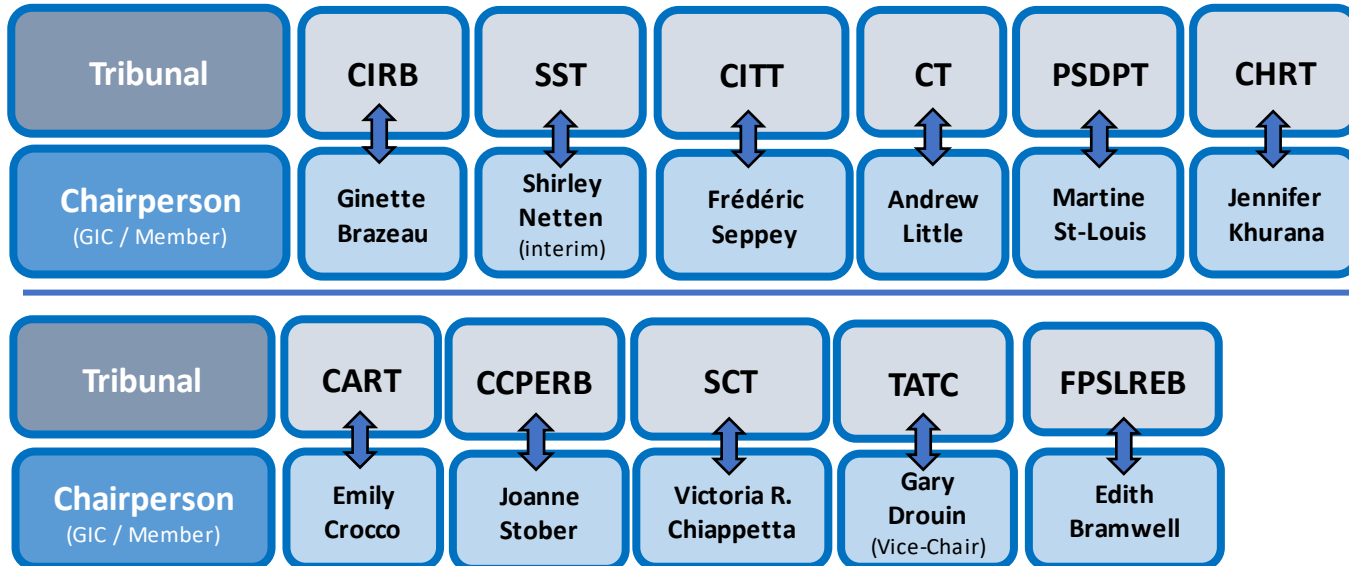 Tribunal
CIRB
SST
CITT
CT
PSDPT
CHRT
Chairperson
(GIC / Member)
Ginette
Brazeau
Shirley
Netten
(interim)
Frédéric
Seppey
Andrew
Little
Martine
St-Louis
Jennifer
Khurana
Tribunal
CART
CCPERB
SCT
TATC
FPSLREB
Chairperson
(GIC / Member)
Emily
Crocco
Joanne
Stober
Victoria R.
Chiappetta
Gary
Drouin
(Vice-Chair)
Edith
Bramwell